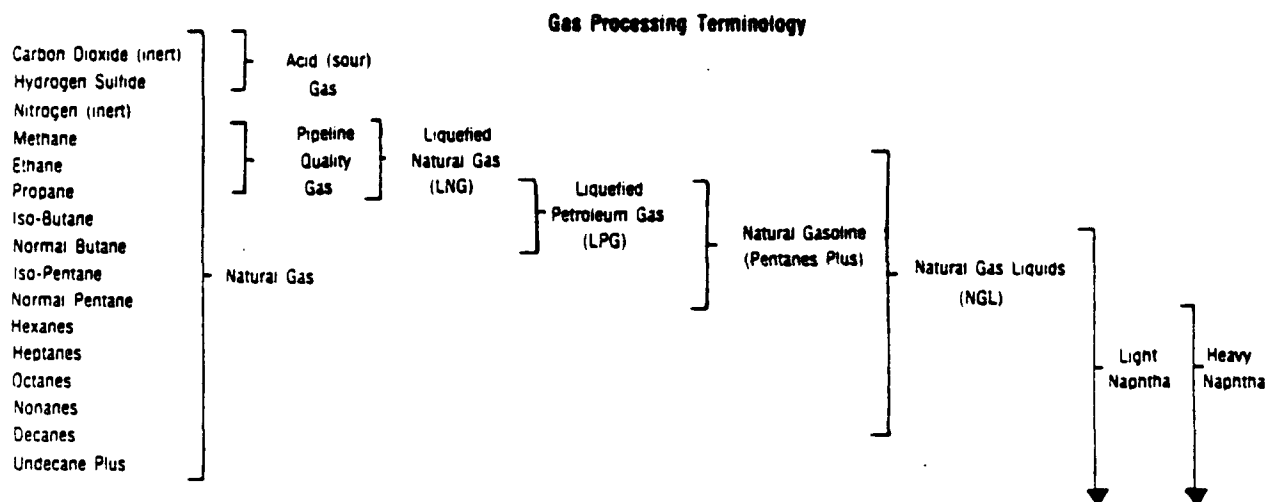 Gas Processing Terminology
Carbon Dioxide (inert)
Hydrogen Sulfide
Nitrogen (inert)
Methane
Ethane
Propane
Iso-Butane
Normal Butane
Iso-Pentane
Normal Pentane
Hexanes
Heptanes
Octanes
Nonanes
Decanes
Undecane Plus
Natural Gas
Acid (sour)
Gas
Pipeline
Quality
Gas
Liquefied
Natural Gas
(LNG)
Liquefied
Petroleum Gas
(LPG)
Natural Gasoline
(Pentanes Plus)
Natural Gas Liquids
(NGL)
Light
Naphtha
Heavy
Naphtha